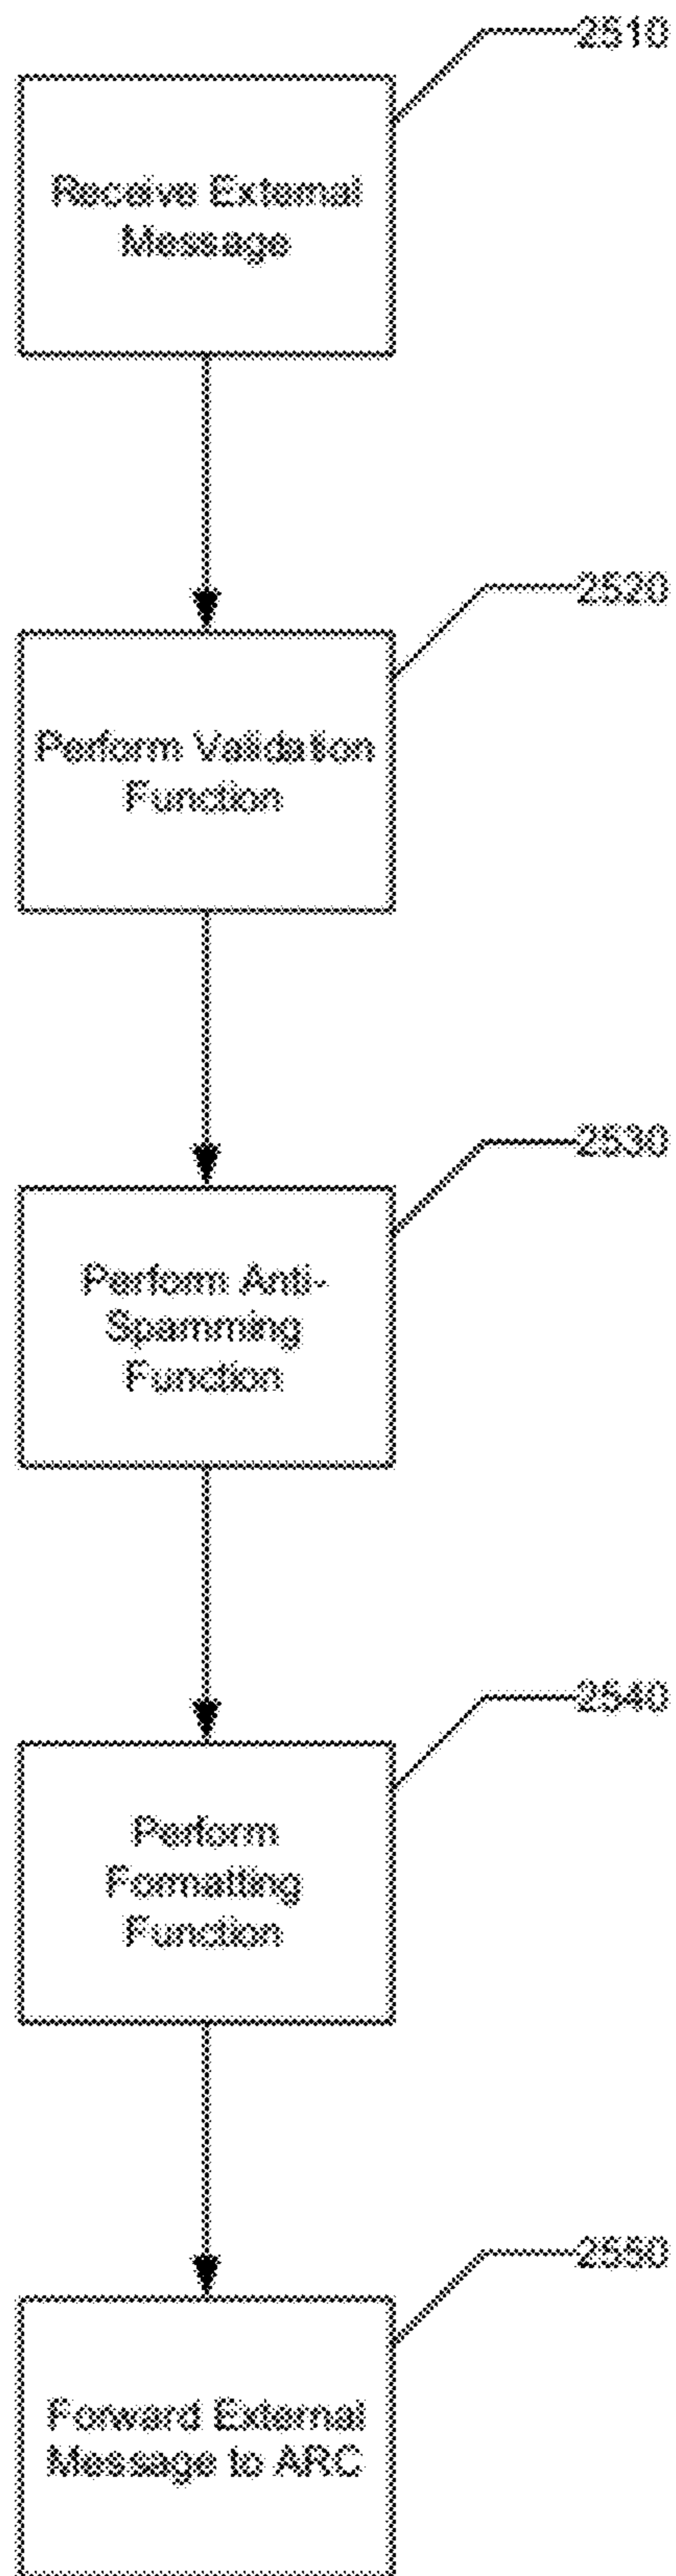 2510
Receive External
Message
2520
Perform Validation
Function
2530
Perform Anti-
Spamming
Function
2540
Perform
Formatting
Function
2550
Forward External
Message to ARC